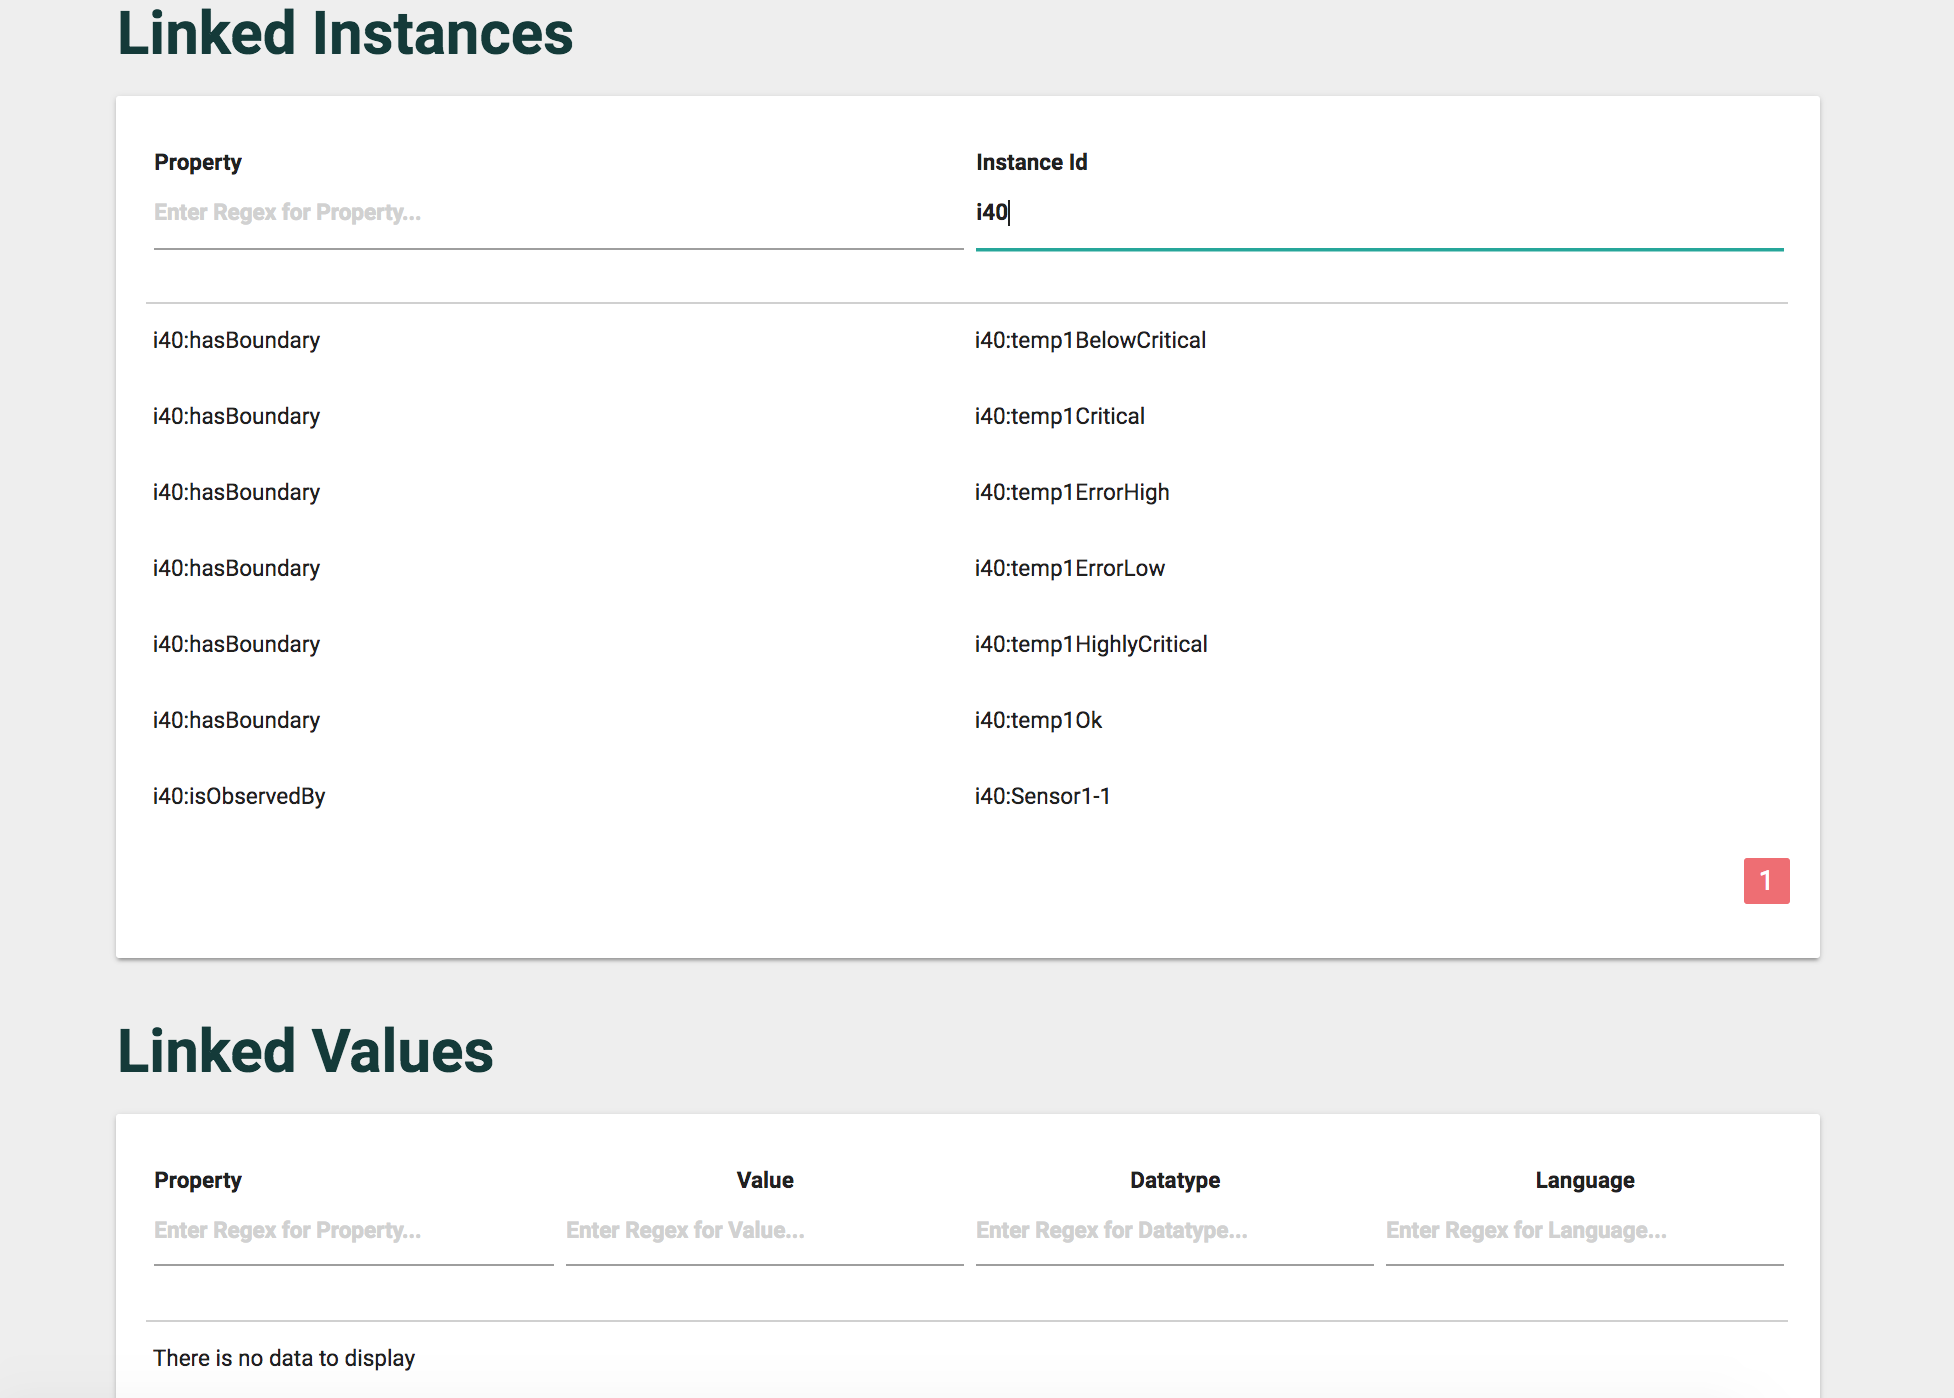 Linked Instances
Property Instance Id
Enter Regex for Property... i40
i40:hasBoundary i40:temp1BelowCritical
i40:hasBoundary i40:temp1Critical
i40:hasBoundary i40:temp1ErrorHigh
i40:hasBoundary i40:temp1ErrorLow
i40:hasBoundary i40:temp1HighlyCritical
i40:hasBoundary i40:temp1Ok
i40:isObservedBy i40:Sensor1-1
1
Linked Values
Property Value Datatype Language
Enter Regex for Property... Enter Regex for Value... Enter Regex for Datatype... Enter Regex for Language...
There is no data to display